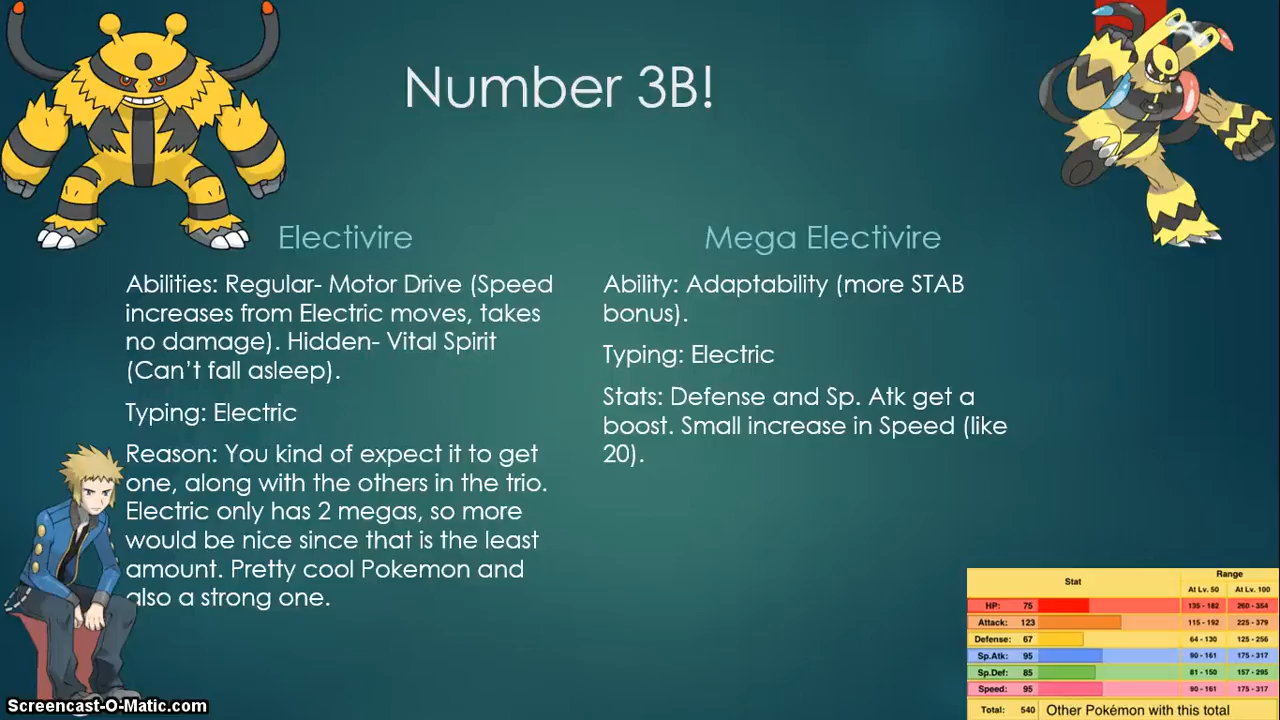 Number 3B!
Electivire
Abilities: Regular- Motor Drive (Speed
increases from Electric moves, takes
no damage). Hidden- Vital Spirit
(Can't fall asleep).
Typing: Electric
Reason: You kind of expect it to get
one, along with the others in the trio.
Electric only has 2 megas, so more
would be nice since that is the least
amount. Pretty cool Pokemon and
also a strong one.
Mega Electivire
Ability: Adaptability (more STAB
bonus).
Typing: Electric
Stats: Defense and Sp. Atk get a
boost. Small increase in Speed (like
20).
Stat Range
At Lv. 50 At Lv. 100
HP: 75 135 - 182 260 - 354
Attack: 123 115 - 192 225 - 379
Defense: 67 64 - 130 125 - 256
Sp.Atk: 95 90 - 161 175 - 317
Sp.Def: 85 81 - 150 157 - 295
Speed: 95 90 - 161 175 - 317
Total: 540 Other Pokémon with this total
Screencast-O-Matic.com